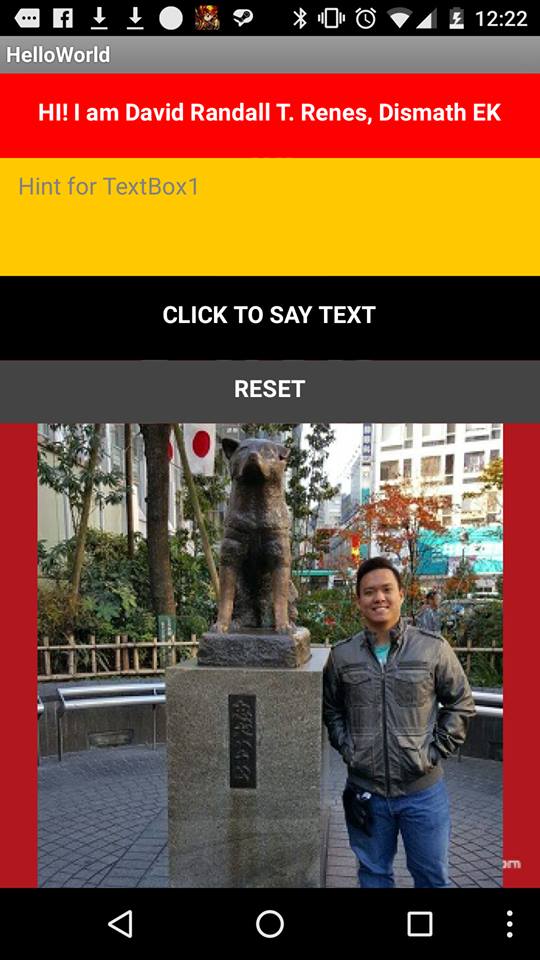 12:22
HelloWorld
HI! I am David Randall T. Renes, Dismath EK
Hint for TextBox1
CLICK TO SAY TEXT
RESET